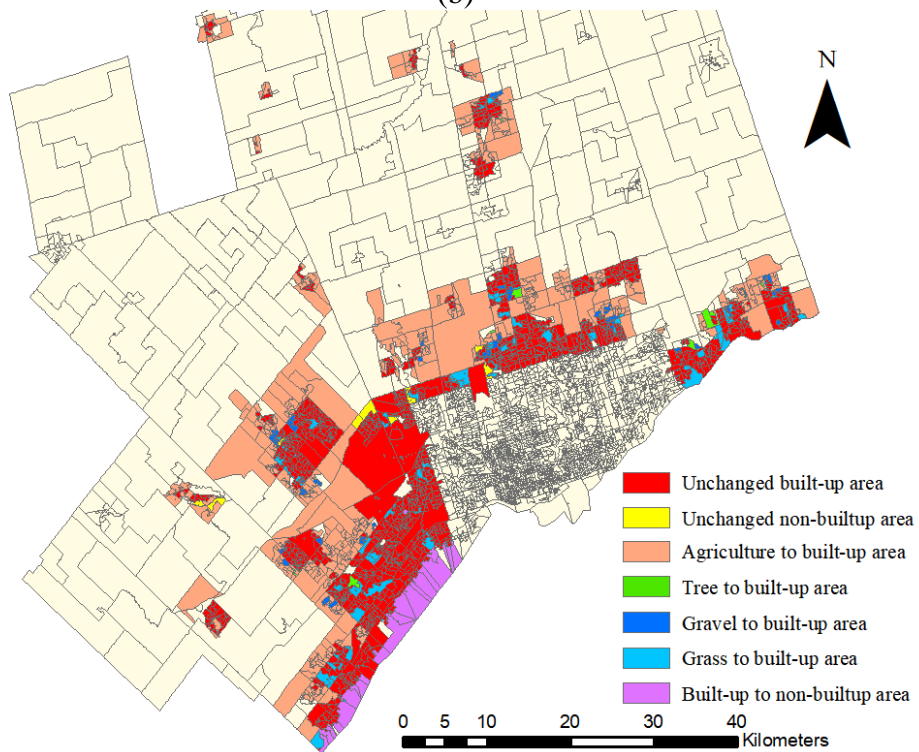 (b)
N
Unchanged built-up area
Unchanged non-builtup area
Agriculture to built-up area
Tree to built-up area
Gravel to built-up area
Grass to built-up area
Built-up to non-builtup area
0 5 10 20 30 40
Kilometers